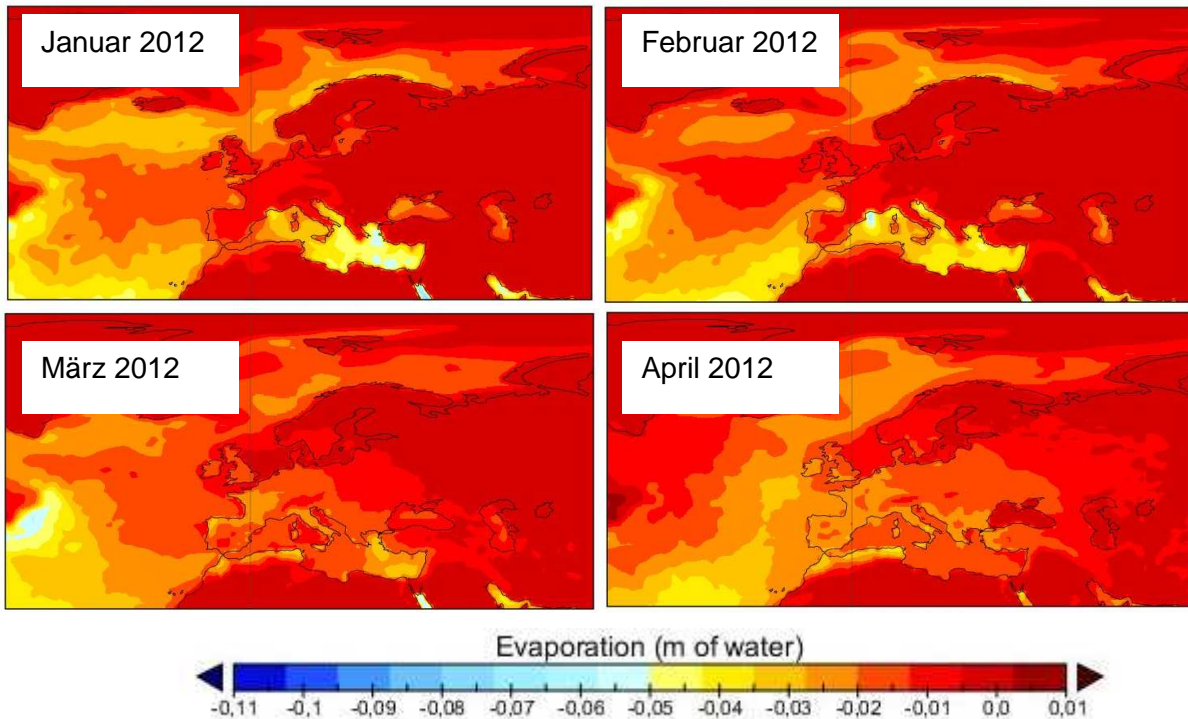 Januar 2012
Februar 2012
März 2012
April 2012
Evaporation (m of water)
-0,11 -0,1 -0,09 -0,08 -0,07 -0,06 -0,05 -0,04 -0,03 -0,02 -0,01 0,0 0,01